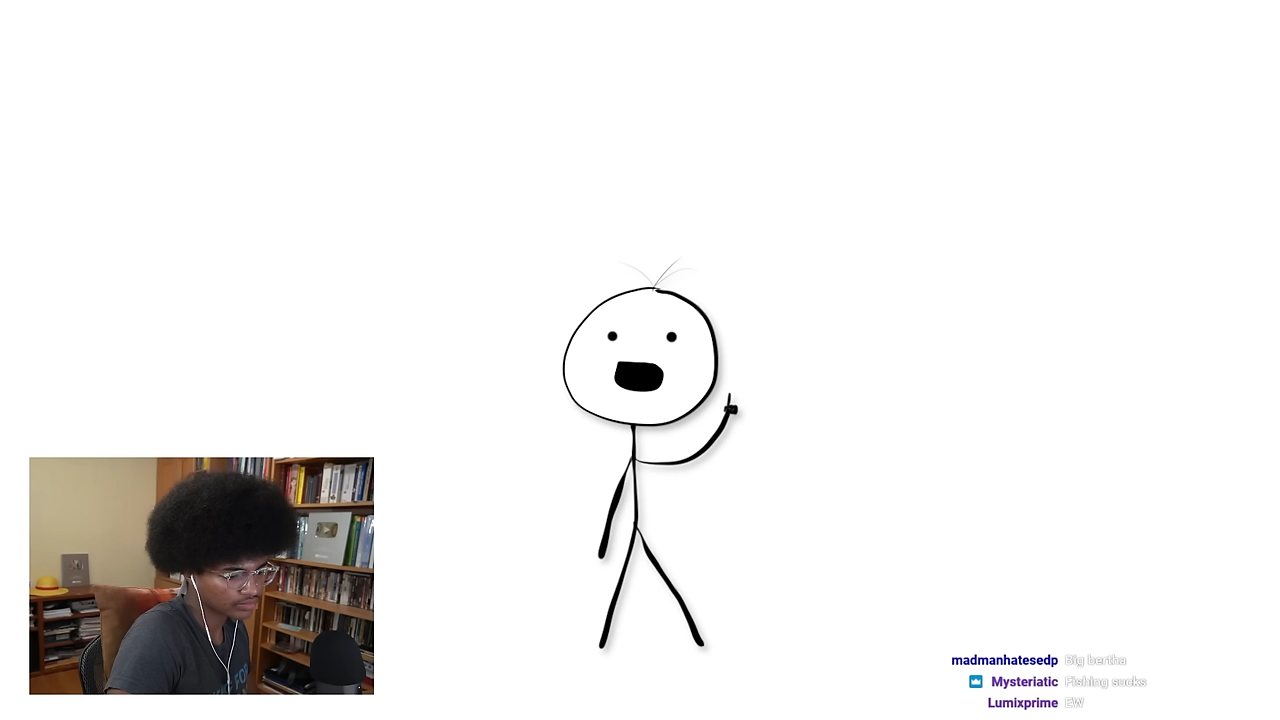 madmanhatesedp Big bertha
Mysteriatic Fishing sucks
Lumixprime EW